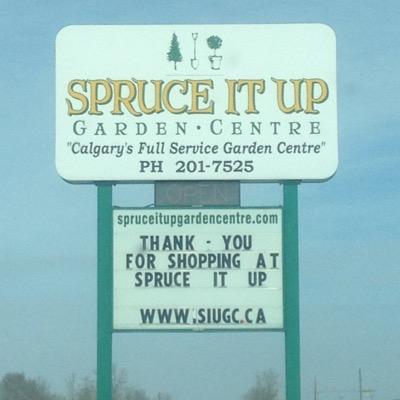 SPRUCE IT UP
GARDEN · CENTRE
"Calgary's Full Service Garden Centre"
PH 201-7525
OPEN
spruceitupgardencentre.com
THANK - YOU
FOR SHOPPING AT
SPRUCE IT UP
WWW.SIUGC.CA